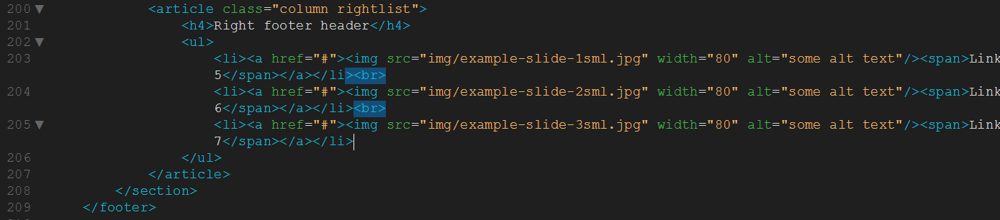 200▼ <article class="column rightlist">
201 <h4>Right footer header</h4>
202▼ <ul>
203 <li><a href="#"><img src="img/example-slide-1sml.jpg" width="80" alt="some alt text"/><span>Link
5</span></a></li><br>
204 <li><a href="#"><img src="img/example-slide-2sml.jpg" width="80" alt="some alt text"/><span>Link
6</span></a></li><br>
205▼ <li><a href="#"><img src="img/example-slide-3sml.jpg" width="80" alt="some alt text"/><span>Link
7</span></a></li>
206 </ul>
207 </article>
208 </section>
209 </footer>